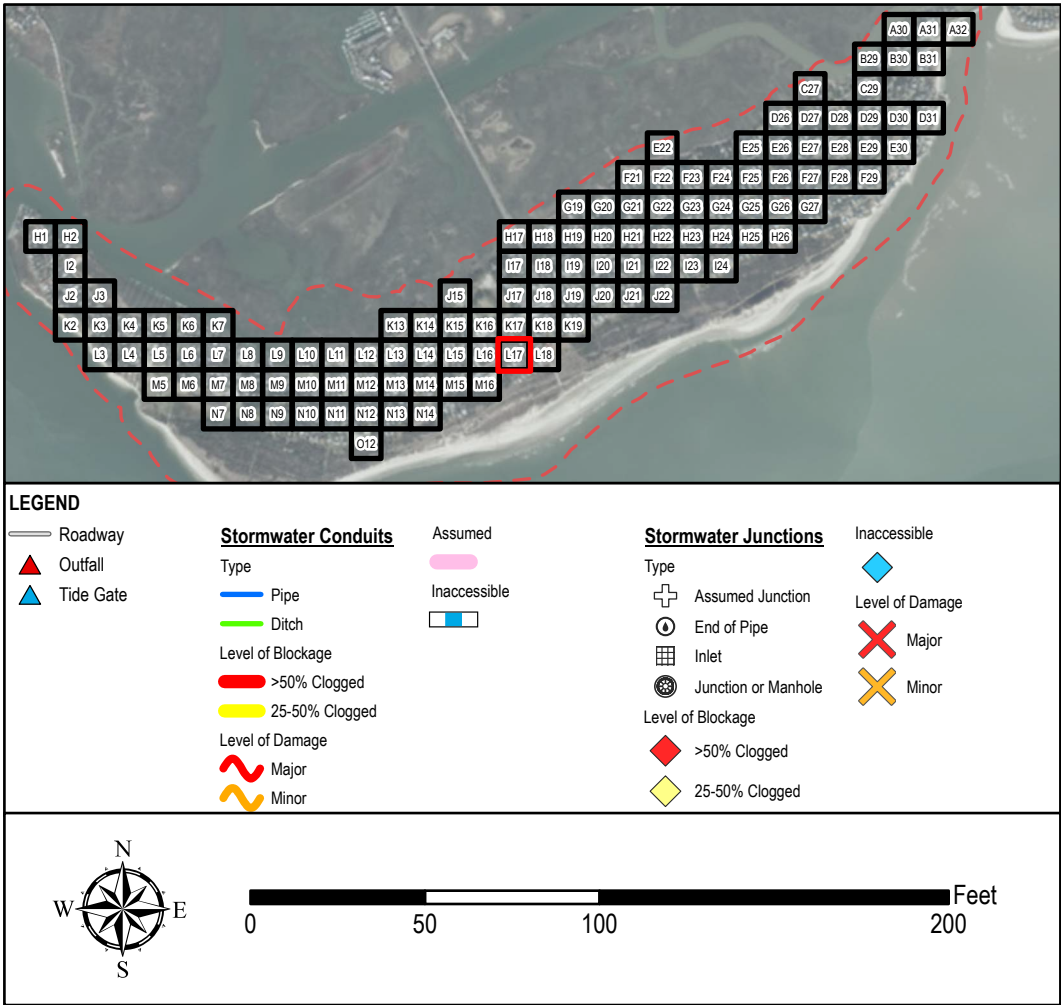 A30 A31 A32
B29 B30 B31
C27 C29
D26 D27 D28 D29 D30 D31
E22 E25 E26 E27 E28 E29 E30
F21 F22 F23 F24 F25 F26 F27 F28 F29
G19 G20 G21 G22 G23 G24 G25 G26 G27
H1 H2 H17 H18 H19 H20 H21 H22 H23 H24 H25 H26
I2 I17 I18 I19 I20 I21 I22 I23 I24
J2 J3 J15 J17 J18 J19 J20 J21 J22
K2 K3 K4 K5 K6 K7 K13 K14 K15 K16 K17 K18 K19
L3 L4 L5 L6 L7 L8 L9 L10 L11 L12 L13 L14 L15 L16 L17 L18
M5 M6 M7 M8 M9 M10 M11 M12 M13 M14 M15 M16
N7 N8 N9 N10 N11 N12 N13 N14
O12
LEGEND
Roadway
Outfall
Tide Gate
Stormwater Conduits
Type
Pipe
Ditch
Level of Blockage
>50% Clogged
25-50% Clogged
Level of Damage
Major
Minor
Assumed
Inaccessible
Stormwater Junctions
Type
Assumed Junction
End of Pipe
Inlet
Junction or Manhole
Level of Blockage
>50% Clogged
25-50% Clogged
Inaccessible
Level of Damage
Major
Minor
N
W E
S
Feet
0 50 100 200